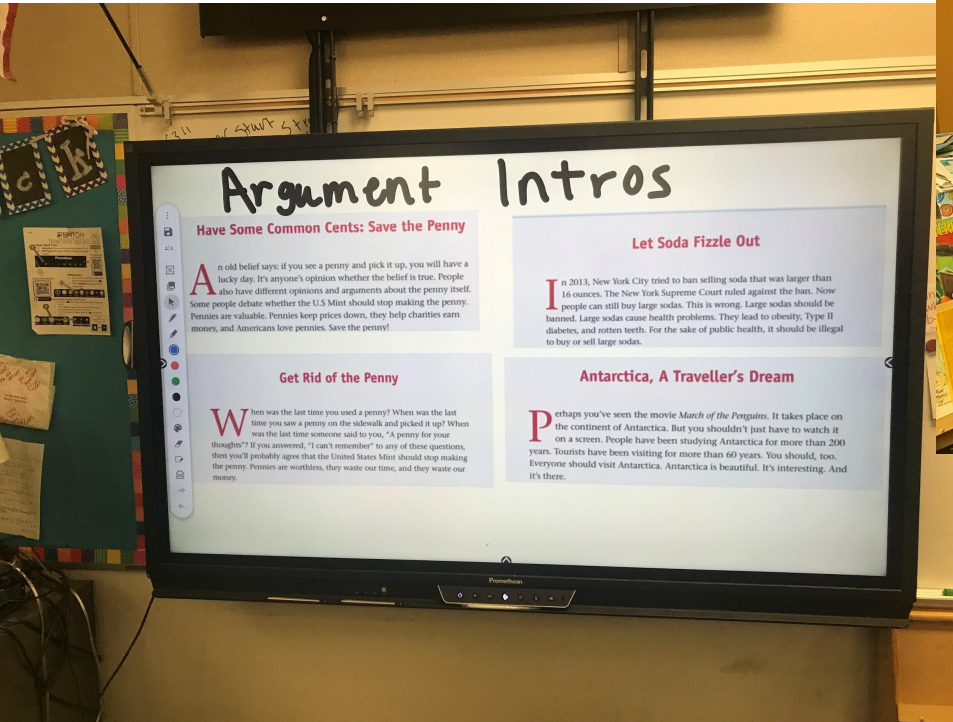 Start
c
k
Argument Intros
Have Some Common Cents: Save the Penny
An old belief says: if you see a penny and pick it up, you will have a
lucky day. It's anyone's opinion whether the belief is true. People
also have different opinions and arguments about the penny itself.
Some people debate whether the U.S Mint should stop making the penny.
Pennies are valuable. Pennies keep prices down, they help charities earn
money, and Americans love pennies. Save the penny!
Let Soda Fizzle Out
In 2013, New York City tried to ban selling soda that was larger than
16 ounces. The New York Supreme Court ruled against the ban. Now
people can still buy large sodas. This is wrong. Large sodas should be
banned. Large sodas cause health problems. They lead to obesity, Type II
diabetes, and rotten teeth. For the sake of public health, it should be illegal
to buy or sell large sodas.
Get Rid of the Penny
When was the last time you used a penny? When was the last
time you saw a penny on the sidewalk and picked it up? When
was the last time someone said to you, "A penny for your
thoughts"? If you answered, "I can't remember" to any of these questions,
then you'll probably agree that the United States Mint should stop making
the penny. Pennies are worthless, they waste our time, and they waste our
money.
Antarctica, A Traveller's Dream
Perhaps you've seen the movie March of the Penguins. It takes place on
the continent of Antarctica. But you shouldn't just have to watch it
on a screen. People have been studying Antarctica for more than 200
years. Tourists have been visiting for more than 60 years. You should, too.
Everyone should visit Antarctica. Antarctica is beautiful. It's interesting. And
it's there.
Promethean